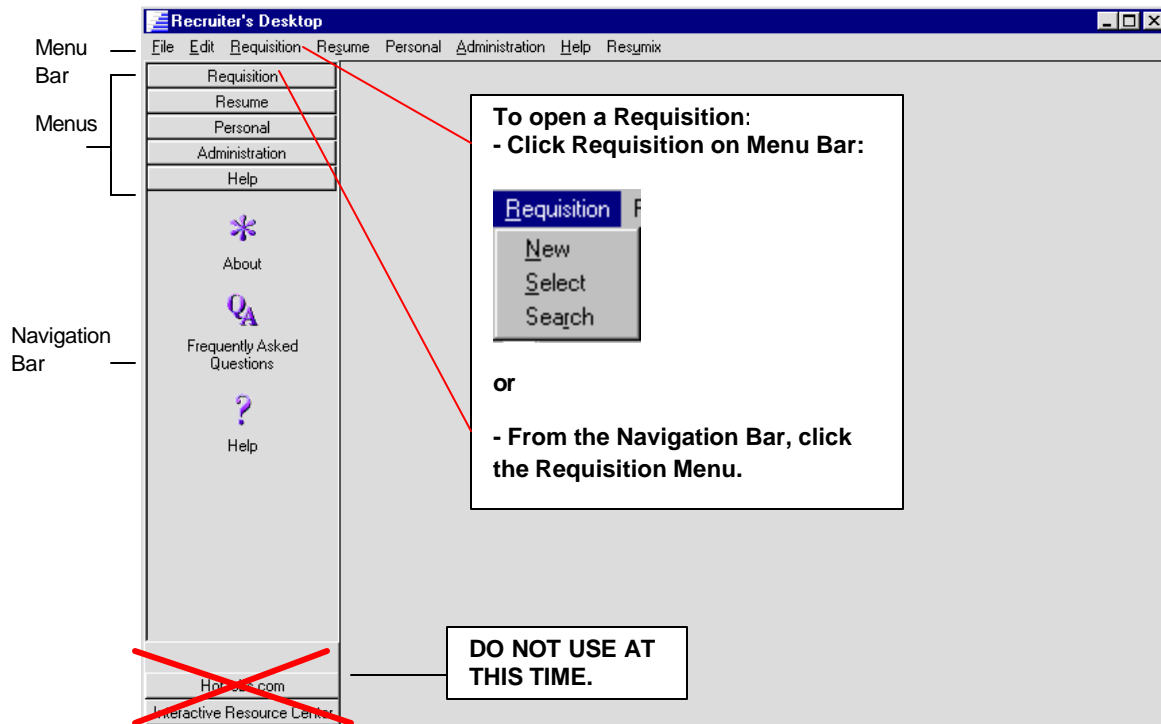 Recruiter's Desktop
File Edit Requisition Resume Personal Administration Help Resumix
Menu
Bar
Menus
Navigation
Bar
Requisition
Resume
Personal
Administration
Help
About
QA
Frequently Asked
Questions
?
Help
To open a Requisition:
- Click Requisition on Menu Bar:
Requisition
New
Select
Search
or
- From the Navigation Bar, click
the Requisition Menu.
DO NOT USE AT
THIS TIME.
Interactive Resource Center